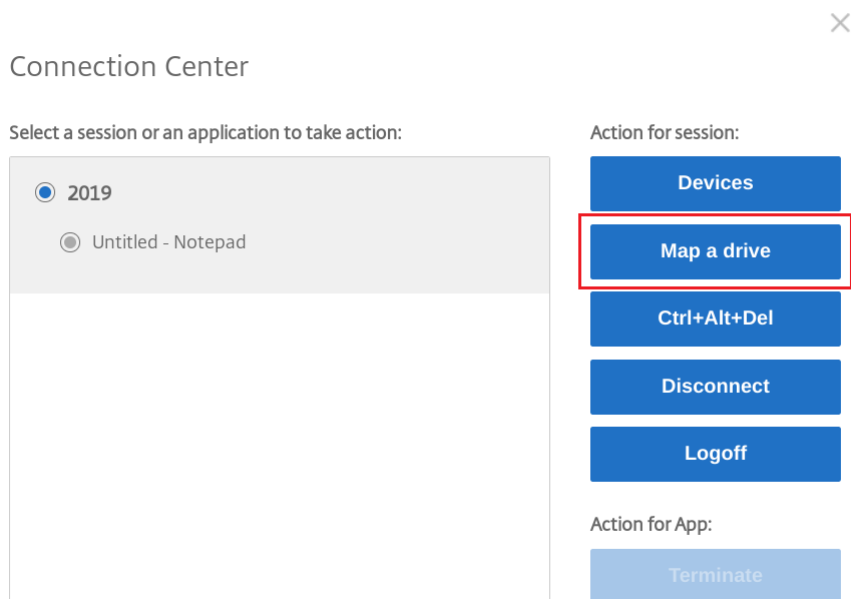 Connection Center
Select a session or an application to take action:
2019
Untitled - Notepad
Action for session:
Devices
Map a drive
Ctrl+Alt+Del
Disconnect
Logoff
Action for App:
Terminate